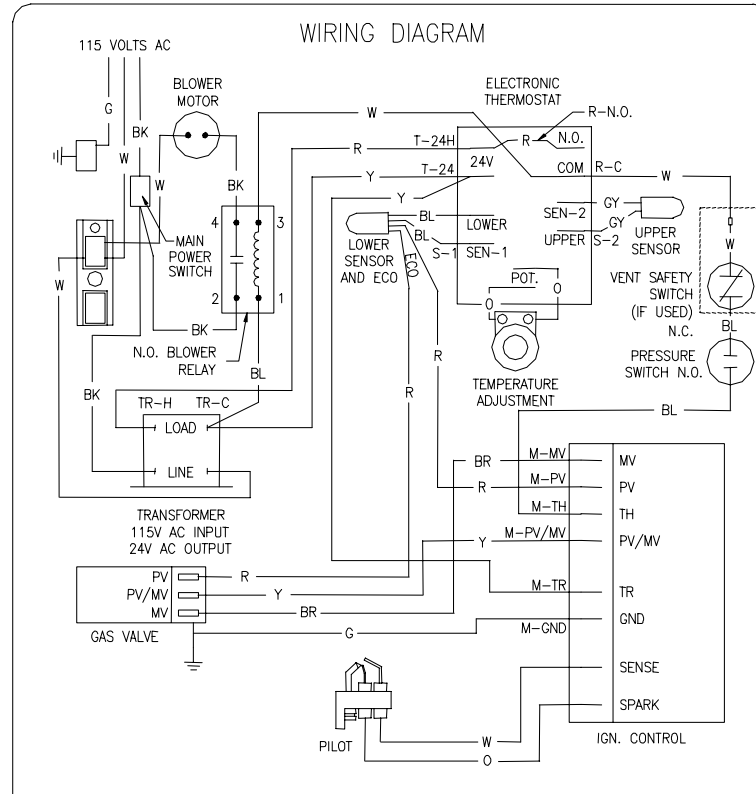 WIRING DIAGRAM
115 VOLTS AC
BLOWER
MOTOR
ELECTRONIC
THERMOSTAT
R-N.O.
G
BK
W
W
W
BK
R
T-24H
R
N.O.
24V
Y
T-24
Y
COM
R-C
W
4
3
2
1
MAIN
POWER
SWITCH
BK
N.O. BLOWER
RELAY
BL
W
BK
LOWER
SENSOR
AND ECO
BL
BL
LOWER
S-1
SEN-1
ECO
SEN-2
GY
GY
UPPER
S-2
UPPER
SENSOR
POT.
O
O
TEMPERATURE
ADJUSTMENT
W
VENT SAFETY
SWITCH
(IF USED)
N.C.
BL
PRESSURE
SWITCH N.O.
BL
R
R
TR-H
TR-C
LOAD
LINE
TRANSFORMER
115V AC INPUT
24V AC OUTPUT
BR
M-MV
MV
R
M-PV
PV
M-TH
TH
Y
M-PV/MV
PV/MV
M-TR
TR
GND
M-GND
SENSE
SPARK
IGN. CONTROL
PV
R
PV/MV
Y
MV
BR
GAS VALVE
G
PILOT
W
O